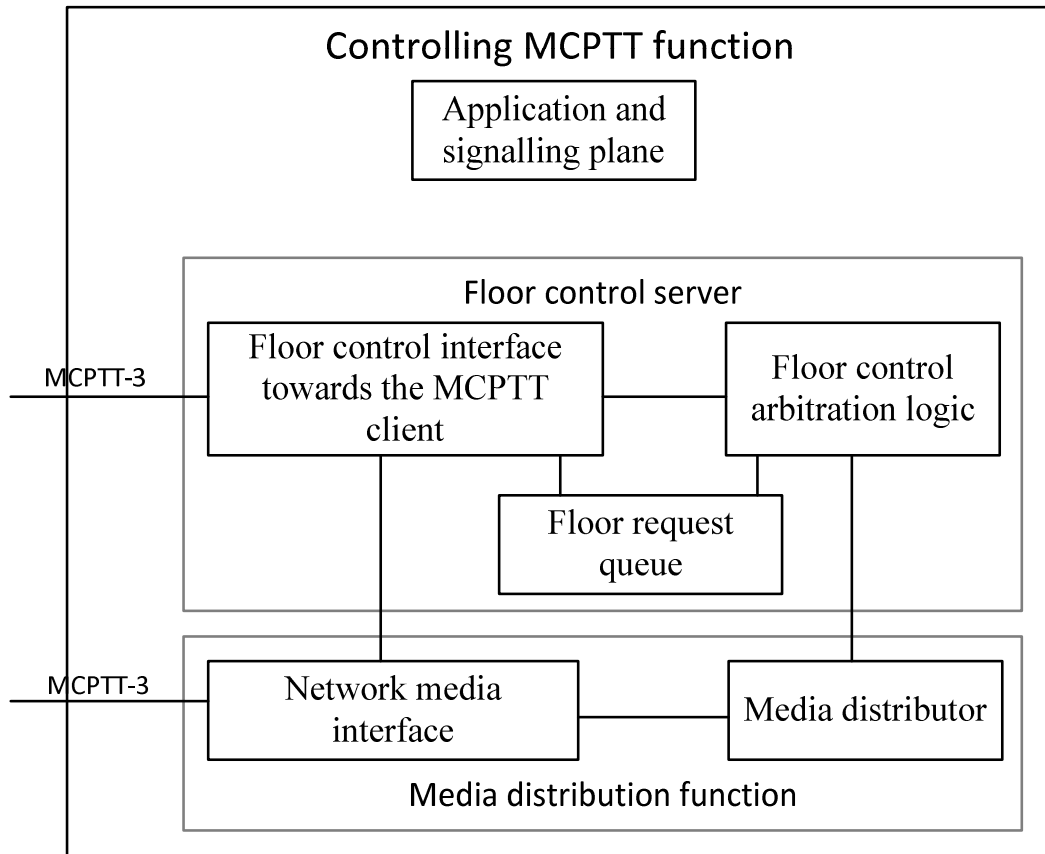 Controlling MCPTT function
Application and
signalling plane
Floor control server
Floor control interface
towards the MCPTT
client
Floor control
arbitration logic
MCPTT-3
Floor request
queue
MCPTT-3
Network media
interface
Media distributor
Media distribution function